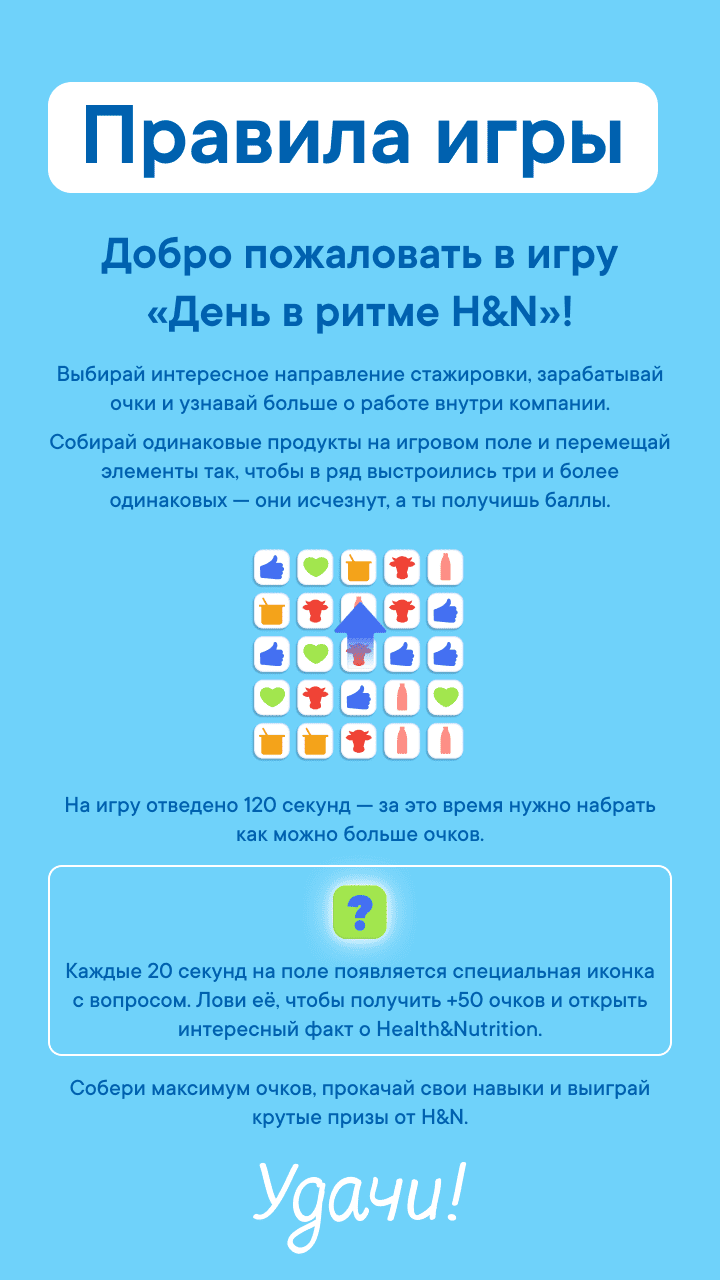 Правила игры
Добро пожаловать в игру
«День в ритме H&N»!
Выбирай интересное направление стажировки, зарабатывай
очки и узнавай больше о работе внутри компании.
Собирай одинаковые продукты на игровом поле и перемещай
элементы так, чтобы в ряд выстроились три и более
одинаковых — они исчезнут, а ты получишь баллы.
На игру отведено 120 секунд — за это время нужно набрать
как можно больше очков.
?
Каждые 20 секунд на поле появляется специальная иконка
с вопросом. Лови её, чтобы получить +50 очков и открыть
интересный факт о Health&Nutrition.
Собери максимум очков, прокачай свои навыки и выиграй
крутые призы от H&N.
Удачи!